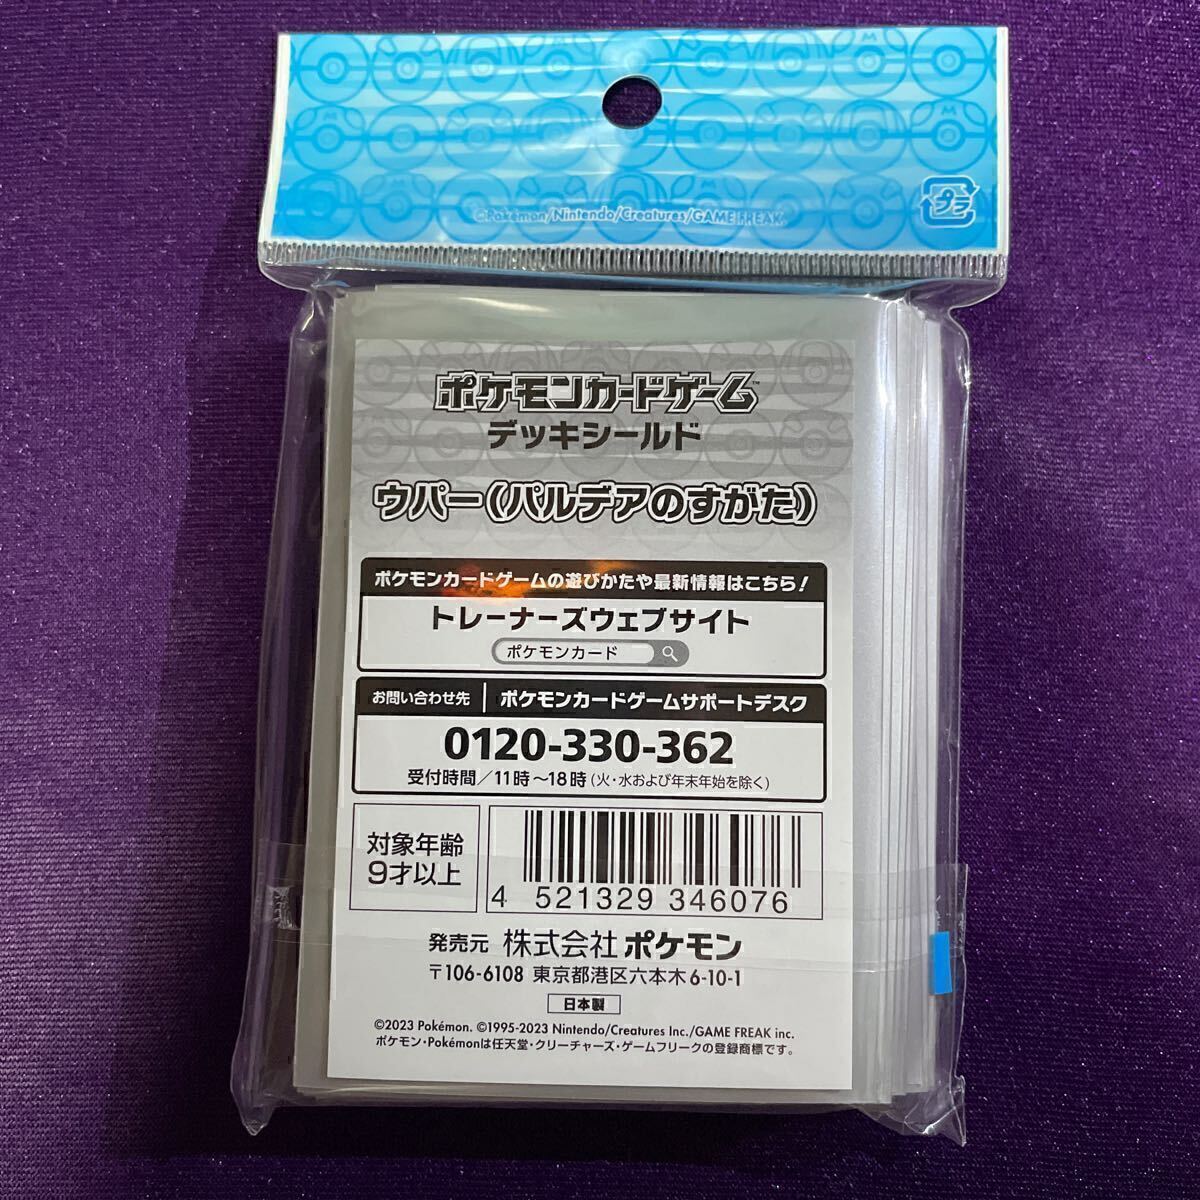 ©Pokémon/Nintendo/Creatures/GAME FREAK
プラ
ポケモンカードゲーム™
デッキシールド
ウパー(パルデアのすがた)
ポケモンカードゲームの遊びかたや最新情報はこちら!
トレーナーズウェブサイト
ポケモンカード
お問い合わせ先 ポケモンカードゲームサポートデスク
0120-330-362
受付時間/11時~18時(火・水および年末年始を除く)
対象年齢
9才以上
4 521329 346076
発売元 株式会社 ポケモン
〒106-6108 東京都港区六本木6-10-1
日本製
©2023 Pokémon. ©1995-2023 Nintendo/Creatures Inc./GAME FREAK inc.
ポケモン・Pokémonは任天堂・クリーチャーズ・ゲームフリークの登録商標です。